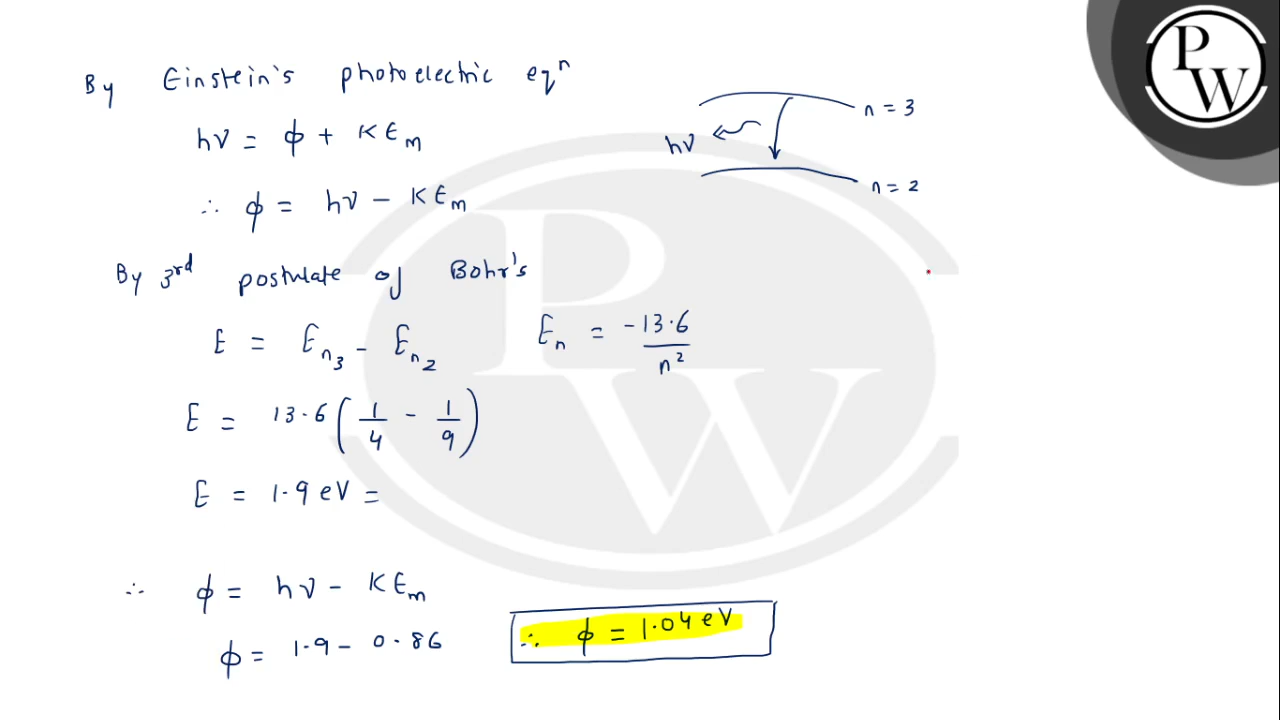 By Einstein's photoelectric eqⁿ
hν = ϕ + KEₘ
∴ ϕ = hν − KEₘ
n = 3
hν
n = 2
By 3rd postulate of Bohr's
E = Eₙ₃ − Eₙ₂
Eₙ = −13.6/n²
E = 13.6 (1/4 − 1/9)
E = 1.9 eV =
∴ ϕ = hν − KEₘ
ϕ = 1.9 − 0.86
∴ ϕ = 1.04 eV
PW
PW